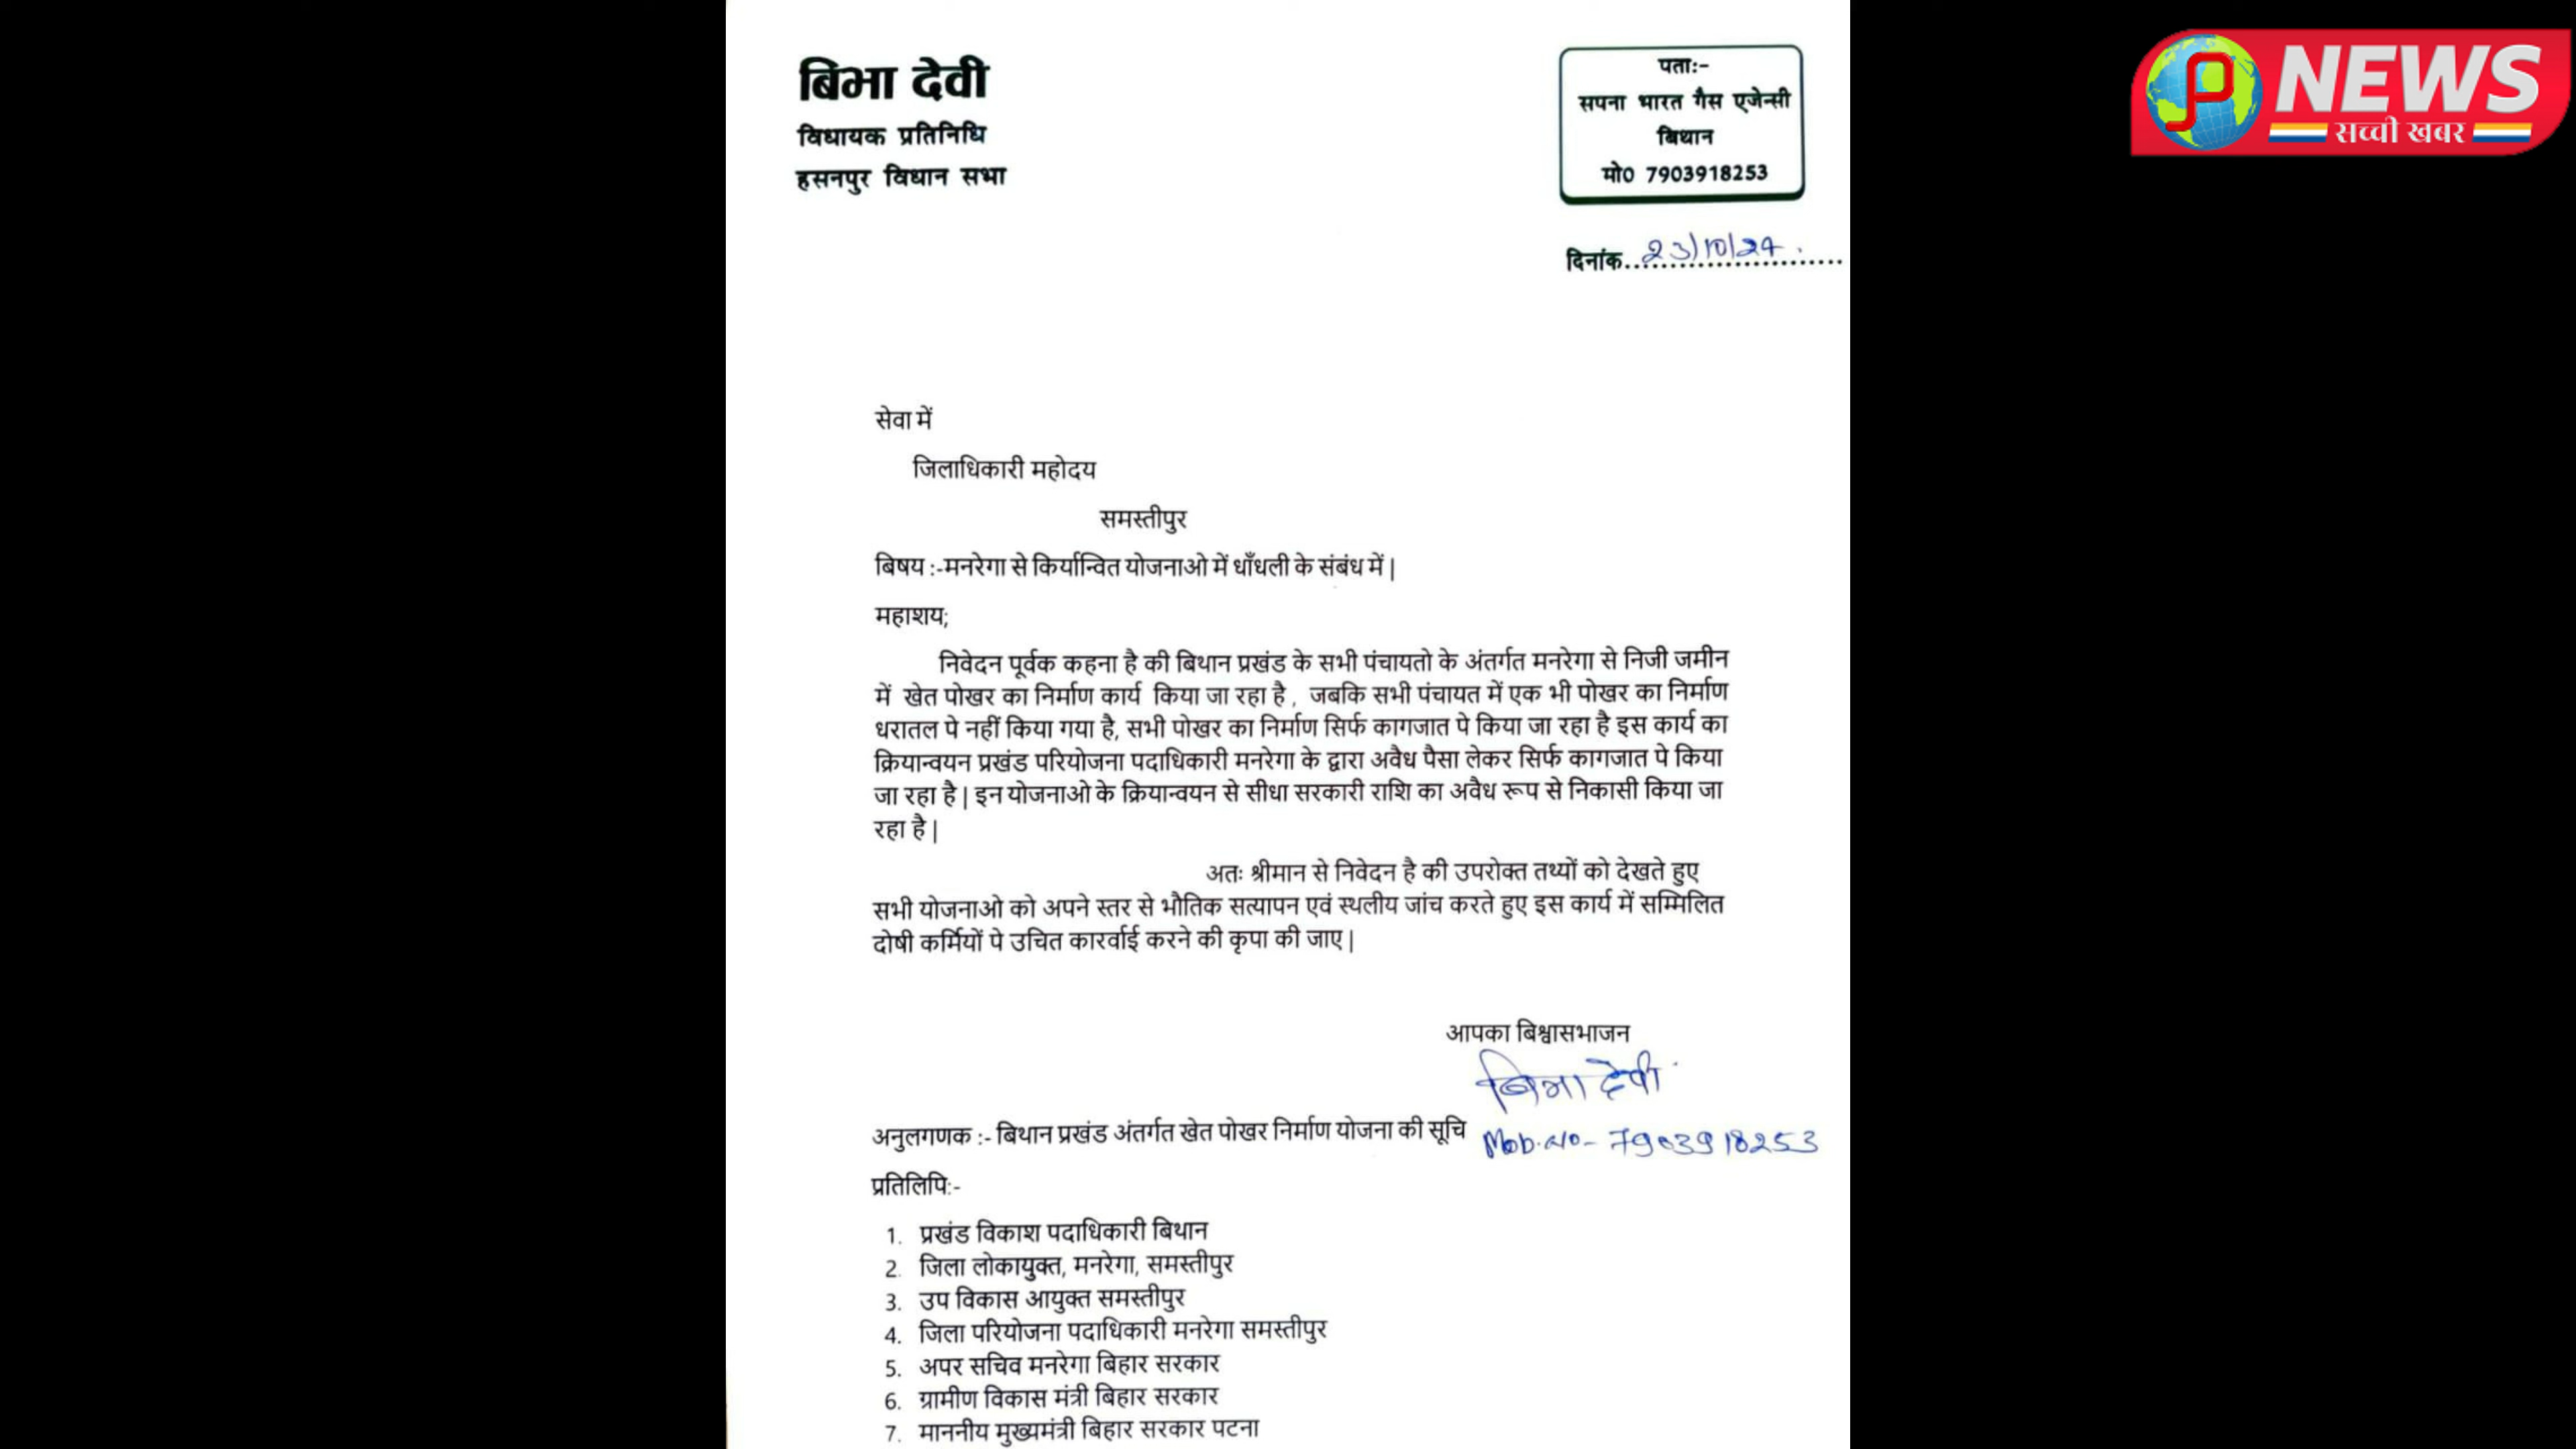 बिभा देवी
विधायक प्रतिनिधि
हसनपुर विधान सभा
पताः-
सपना भारत गैस एजेन्सी
बिथान
मो0 7903918253
दिनांक 23/10/24
NEWS
सच्ची खबर
सेवा में
जिलाधिकारी महोदय
समस्तीपुर
बिषय :-मनरेगा से किर्यान्वित योजनाओ में धाँधली के संबंध में |
महाशय;
निवेदन पूर्वक कहना है की बिथान प्रखंड के सभी पंचायतो के अंतर्गत मनरेगा से निजी जमीन
में खेत पोखर का निर्माण कार्य किया जा रहा है , जबकि सभी पंचायत में एक भी पोखर का निर्माण
धरातल पे नहीं किया गया है, सभी पोखर का निर्माण सिर्फ कागजात पे किया जा रहा है इस कार्य का
क्रियान्वयन प्रखंड परियोजना पदाधिकारी मनरेगा के द्वारा अवैध पैसा लेकर सिर्फ कागजात पे किया
जा रहा है | इन योजनाओ के क्रियान्वयन से सीधा सरकारी राशि का अवैध रूप से निकासी किया जा
रहा है |
अतः श्रीमान से निवेदन है की उपरोक्त तथ्यों को देखते हुए
सभी योजनाओ को अपने स्तर से भौतिक सत्यापन एवं स्थलीय जांच करते हुए इस कार्य में सम्मिलित
दोषी कर्मियों पे उचित कारर्वाई करने की कृपा की जाए |
आपका बिश्वासभाजन
बिभा देवी
अनुलगणक :- बिथान प्रखंड अंतर्गत खेत पोखर निर्माण योजना की सूचि
Mob.No- 7903918253
प्रतिलिपि:-
1. प्रखंड विकाश पदाधिकारी बिथान
2. जिला लोकायुक्त, मनरेगा, समस्तीपुर
3. उप विकास आयुक्त समस्तीपुर
4. जिला परियोजना पदाधिकारी मनरेगा समस्तीपुर
5. अपर सचिव मनरेगा बिहार सरकार
6. ग्रामीण विकास मंत्री बिहार सरकार
7. माननीय मुख्यमंत्री बिहार सरकार पटना